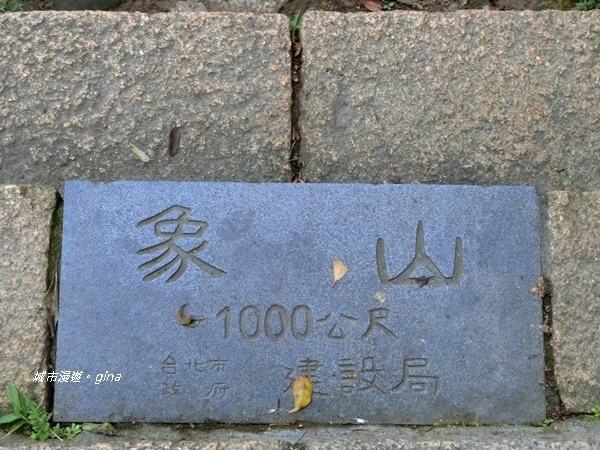 象山
1000公尺
台北市政府 建設局
城市漫遊。gina